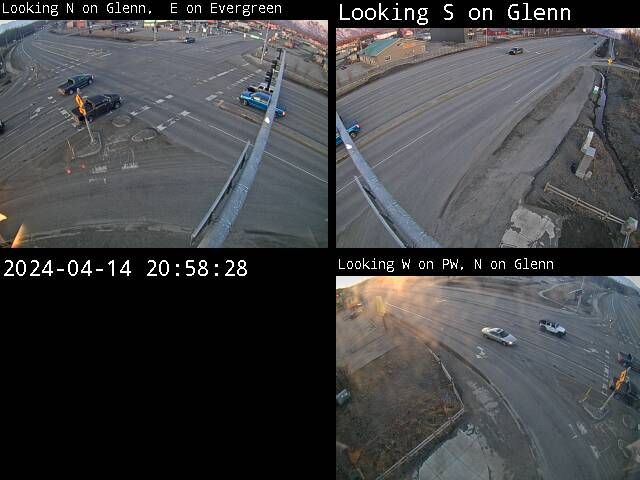 Looking N on Glenn,  E on Evergreen
Looking S on Glenn
2024-04-14 20:58:28
Looking W on PW, N on Glenn